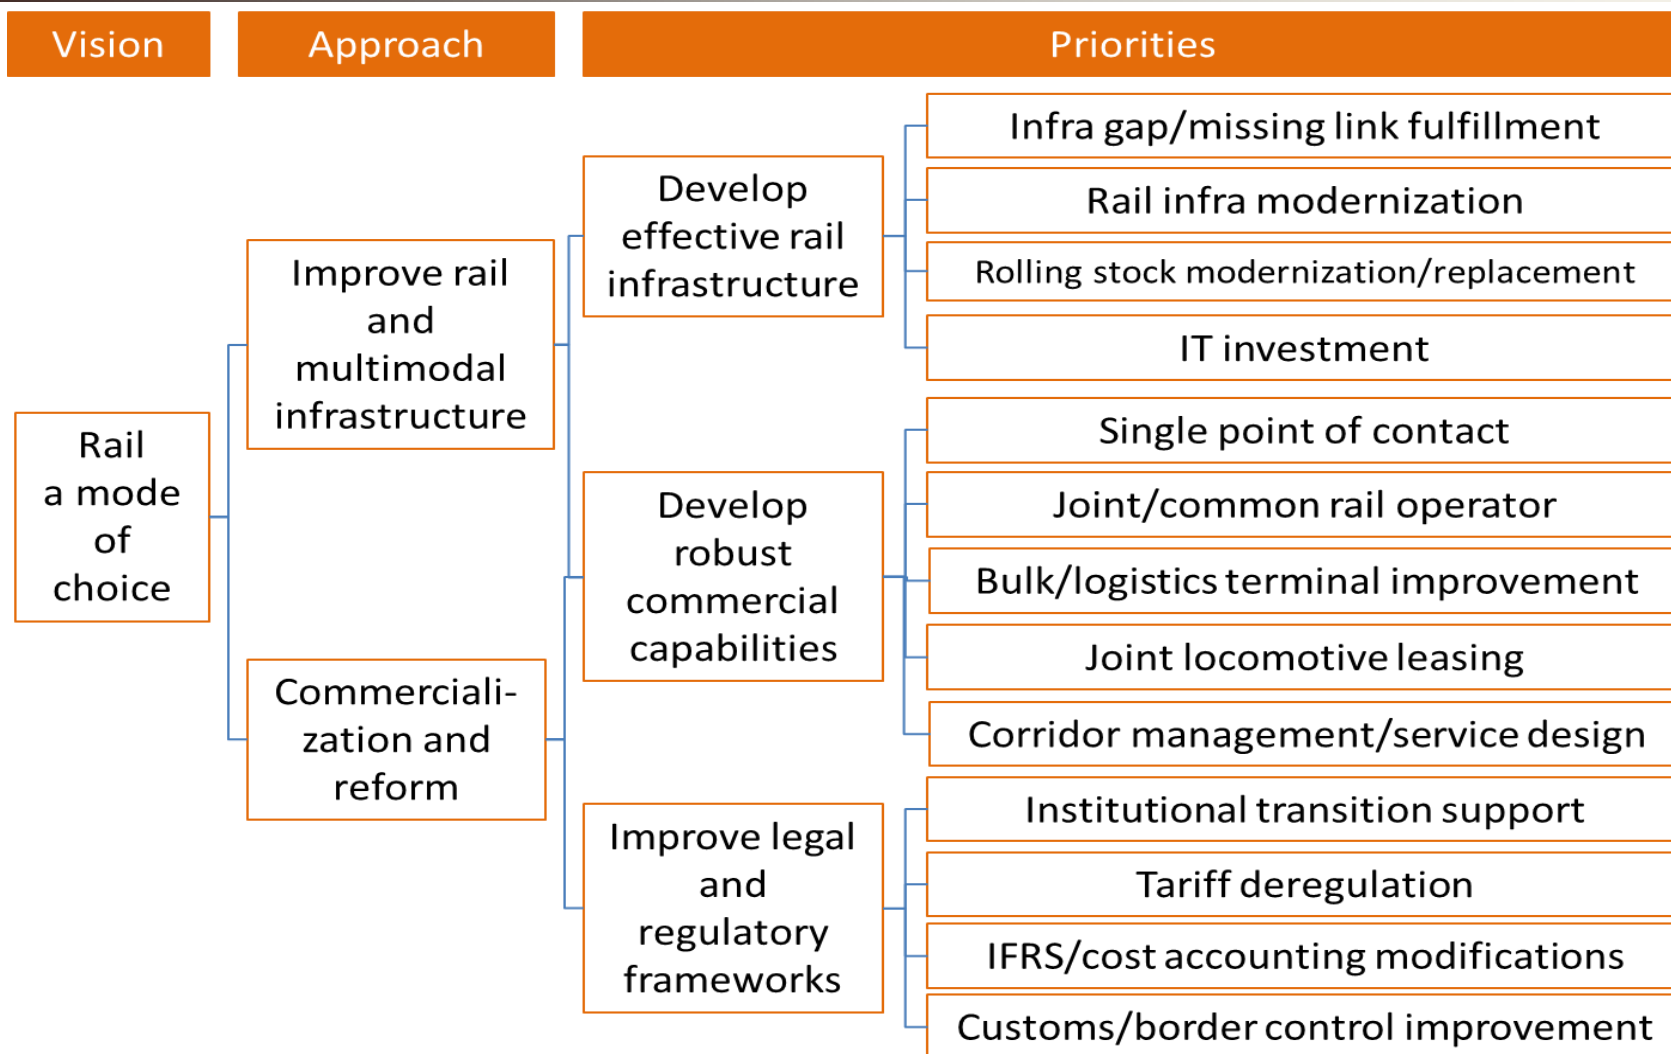 Vision
Approach
Priorities
Rail
a mode
of
choice
Improve rail
and
multimodal
infrastructure
Commerciali-
zation and
reform
Develop
effective rail
infrastructure
Develop
robust
commercial
capabilities
Improve legal
and
regulatory
frameworks
Infra gap/missing link fulfillment
Rail infra modernization
Rolling stock modernization/replacement
IT investment
Single point of contact
Joint/common rail operator
Bulk/logistics terminal improvement
Joint locomotive leasing
Corridor management/service design
Institutional transition support
Tariff deregulation
IFRS/cost accounting modifications
Customs/border control improvement